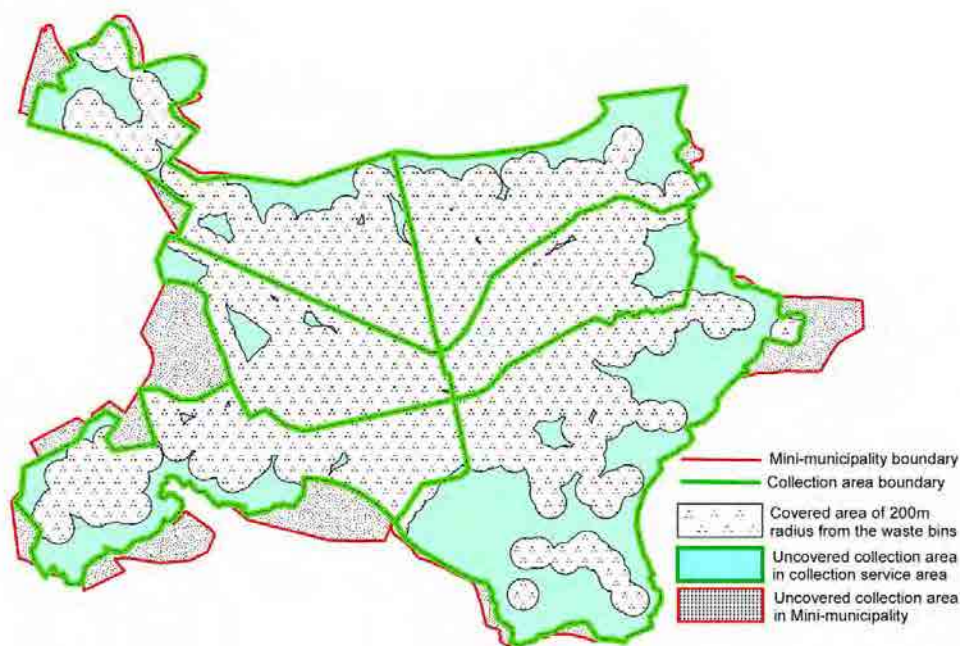 Mini-municipality boundary
Collection area boundary
Covered area of 200m
radius from the waste bins
Uncovered collection area
in collection service area
Uncovered collection area
in Mini-municipality